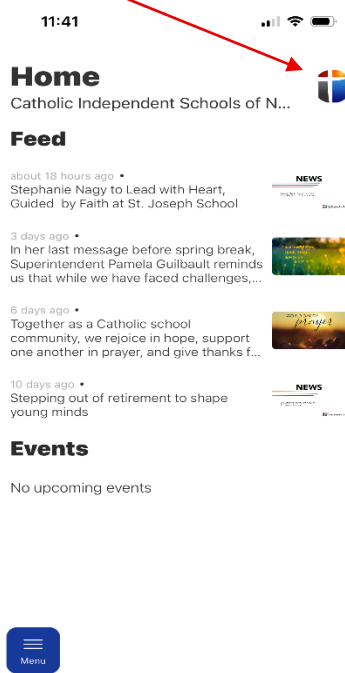 11:41
Home
Catholic Independent Schools of N...
Feed
about 18 hours ago •
Stephanie Nagy to Lead with Heart,
Guided by Faith at St. Joseph School
NEWS
3 days ago •
In her last message before spring break,
Superintendent Pamela Guilbault reminds
us that while we have faced challenges,...
6 days ago •
Together as a Catholic school
community, we rejoice in hope, support
one another in prayer, and give thanks f...
prayer
10 days ago •
Stepping out of retirement to shape
young minds
NEWS
Events
No upcoming events
Menu